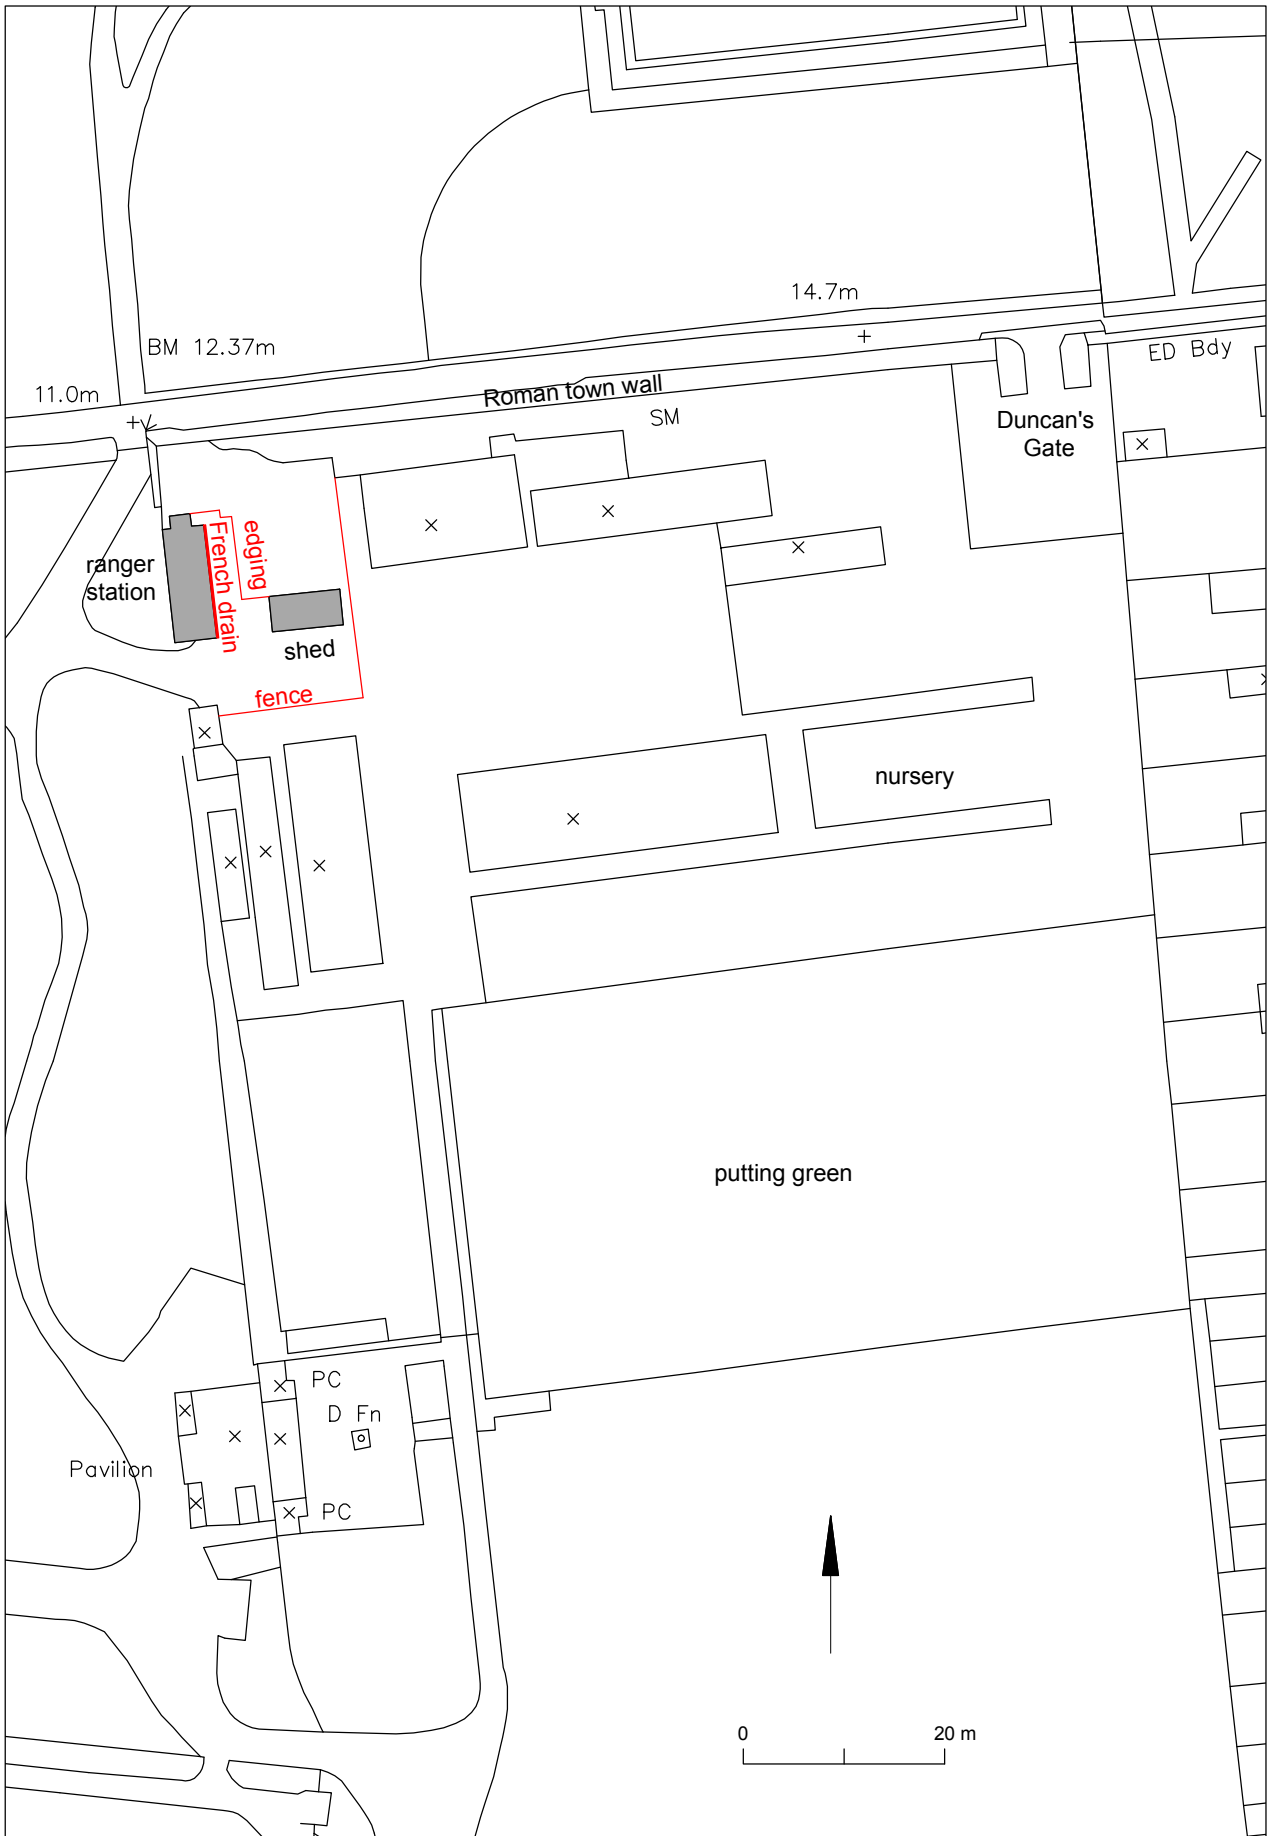 14.7m
BM 12.37m
ED Bdy
11.0m
Roman town wall
SM
Duncan's
Gate
edging
French drain
ranger
station
shed
fence
nursery
putting green
PC
D Fn
Pavilion
PC
0
20 m